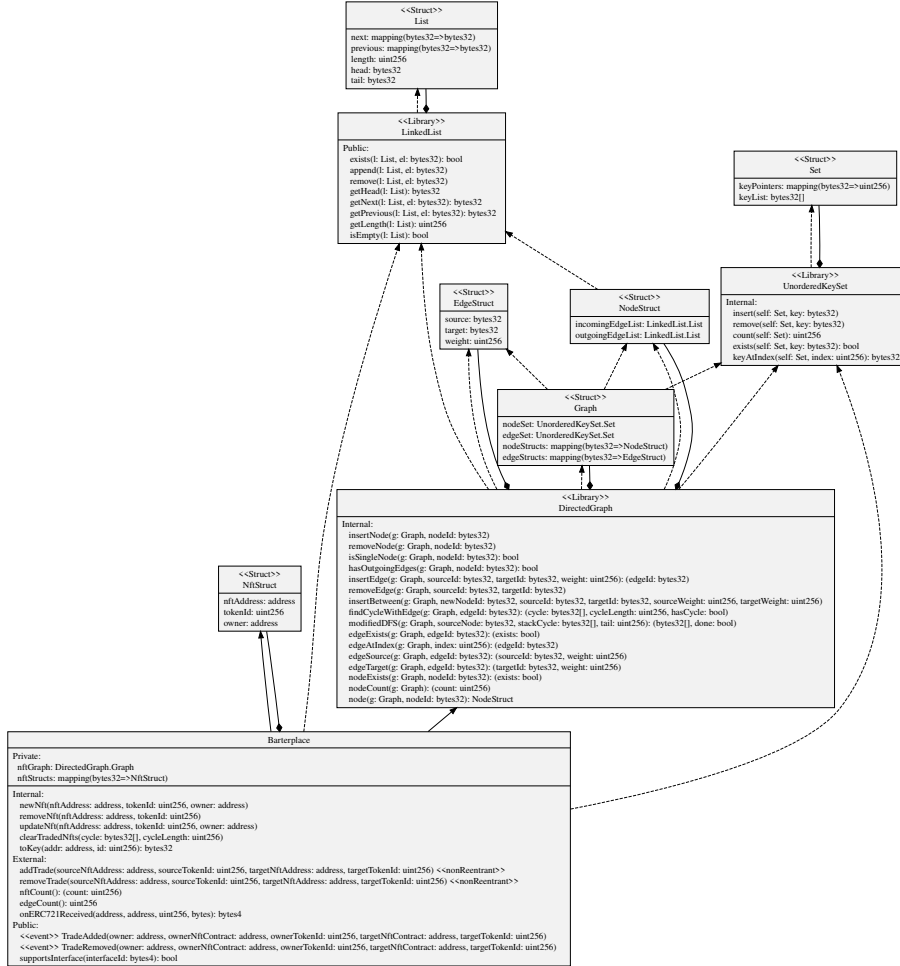 <<Struct>>
List
next: mapping(bytes32=>bytes32)
previous: mapping(bytes32=>bytes32)
length: uint256
head: bytes32
tail: bytes32
<<Library>>
LinkedList
Public:
exists(l: List, el: bytes32): bool
append(l: List, el: bytes32)
remove(l: List, el: bytes32)
getHead(l: List): bytes32
getNext(l: List, el: bytes32): bytes32
getPrevious(l: List, el: bytes32): bytes32
getLength(l: List): uint256
isEmpty(l: List): bool
<<Struct>>
Set
keyPointers: mapping(bytes32=>uint256)
keyList: bytes32[]
<<Library>>
UnorderedKeySet
Internal:
insert(self: Set, key: bytes32)
remove(self: Set, key: bytes32)
count(self: Set): uint256
exists(self: Set, key: bytes32): bool
keyAtIndex(self: Set, index: uint256): bytes32
<<Struct>>
EdgeStruct
source: bytes32
target: bytes32
weight: uint256
<<Struct>>
NodeStruct
incomingEdgeList: LinkedList.List
outgoingEdgeList: LinkedList.List
<<Struct>>
Graph
nodeSet: UnorderedKeySet.Set
edgeSet: UnorderedKeySet.Set
nodeStructs: mapping(bytes32=>NodeStruct)
edgeStructs: mapping(bytes32=>EdgeStruct)
<<Library>>
DirectedGraph
Internal:
insertNode(g: Graph, nodeId: bytes32)
removeNode(g: Graph, nodeId: bytes32)
isSingleNode(g: Graph, nodeId: bytes32): bool
hasOutgoingEdges(g: Graph, nodeId: bytes32): bool
insertEdge(g: Graph, sourceId: bytes32, targetId: bytes32, weight: uint256): (edgeId: bytes32)
removeEdge(g: Graph, sourceId: bytes32, targetId: bytes32)
insertBetween(g: Graph, newNodeId: bytes32, sourceId: bytes32, targetId: bytes32, sourceWeight: uint256, targetWeight: uint256)
findCycleWithEdge(g: Graph, edgeId: bytes32): (cycle: bytes32[], cycleLength: uint256, hasCycle: bool)
modifiedDFS(g: Graph, sourceNode: bytes32, stackCycle: bytes32[], tail: uint256): (bytes32[], done: bool)
edgeExists(g: Graph, edgeId: bytes32): (exists: bool)
edgeAtIndex(g: Graph, index: uint256): (edgeId: bytes32)
edgeSource(g: Graph, edgeId: bytes32): (sourceId: bytes32, weight: uint256)
edgeTarget(g: Graph, edgeId: bytes32): (targetId: bytes32, weight: uint256)
nodeExists(g: Graph, nodeId: bytes32): (exists: bool)
nodeCount(g: Graph): (count: uint256)
node(g: Graph, nodeId: bytes32): NodeStruct
<<Struct>>
NftStruct
nftAddress: address
tokenId: uint256
owner: address
Barterplace
Private:
nftGraph: DirectedGraph.Graph
nftStructs: mapping(bytes32=>NftStruct)
Internal:
newNft(nftAddress: address, tokenId: uint256, owner: address)
removeNft(nftAddress: address, tokenId: uint256)
updateNft(nftAddress: address, tokenId: uint256, owner: address)
clearTradedNfts(cycle: bytes32[], cycleLength: uint256)
toKey(addr: address, id: uint256): bytes32
External:
addTrade(sourceNftAddress: address, sourceTokenId: uint256, targetNftAddress: address, targetTokenId: uint256) <<nonReentrant>>
removeTrade(sourceNftAddress: address, sourceTokenId: uint256, targetNftAddress: address, targetTokenId: uint256) <<nonReentrant>>
nftCount(): (count: uint256)
edgeCount(): uint256
onERC721Received(address, address, uint256, bytes): bytes4
Public:
<<event>> TradeAdded(owner: address, ownerNftContract: address, ownerTokenId: uint256, targetNftContract: address, targetTokenId: uint256)
<<event>> TradeRemoved(owner: address, ownerNftContract: address, ownerTokenId: uint256, targetNftContract: address, targetTokenId: uint256)
supportsInterface(interfaceId: bytes4): bool